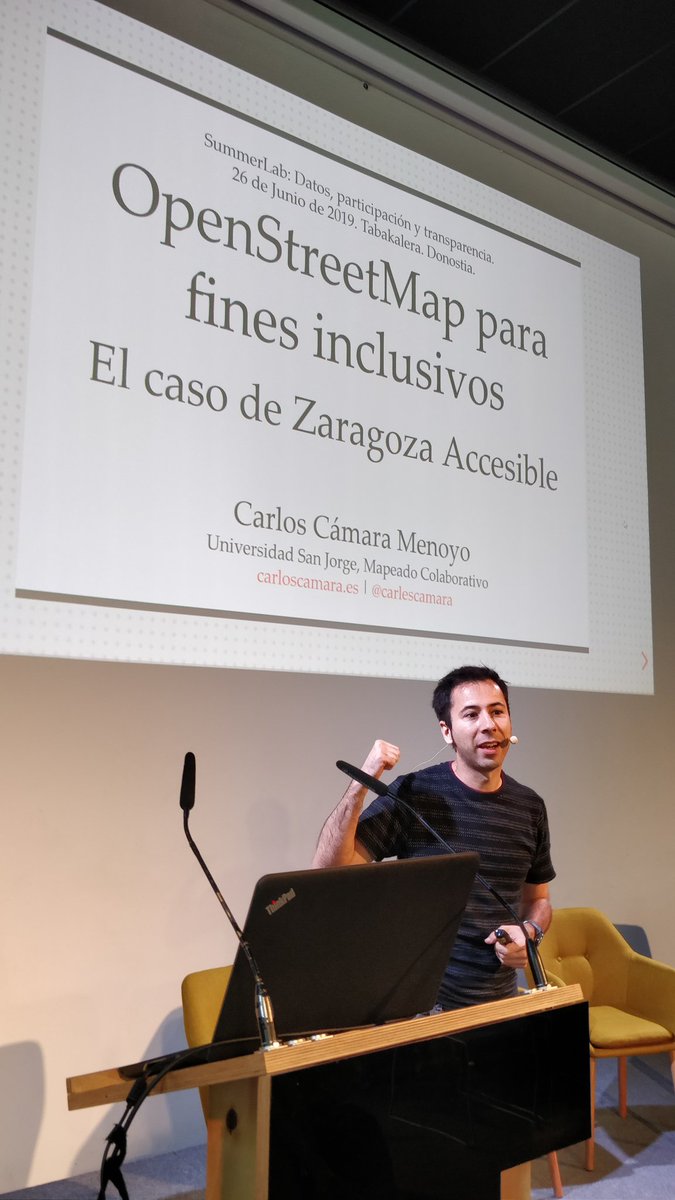 SummerLab: Datos, participación y transparencia.
26 de Junio de 2019. Tabakalera. Donostia.
OpenStreetMap para
fines inclusivos
El caso de Zaragoza Accesible
Carlos Cámara Menoyo
Universidad San Jorge, Mapeado Colaborativo
carloscamara.es | @carlescamara
ThinkPad